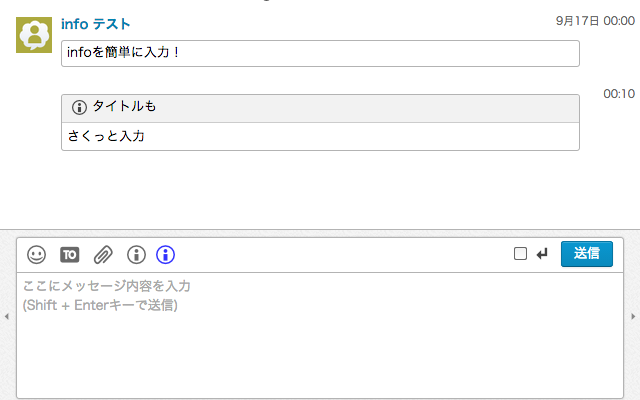 info テスト
9月17日 00:00
infoを簡単に入力！
00:10
タイトルも
さくっと入力
TO
送信
ここにメッセージ内容を入力
(Shift + Enterキーで送信)